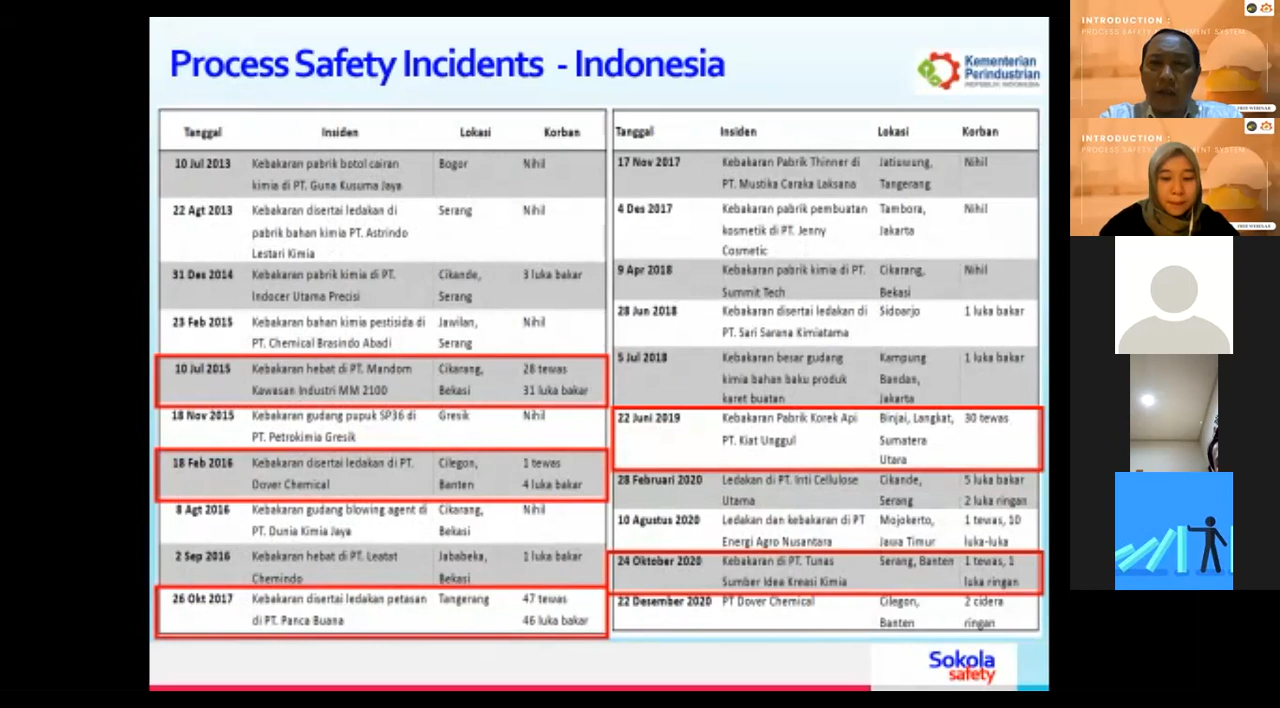 Process Safety Incidents - Indonesia
Kementerian
Perindustrian
REPUBLIK INDONESIA
Tanggal Insiden Lokasi Korban
10 Jul 2013 Kebakaran pabrik botol cairan Bogor Nihil
kimia di PT. Guna Kusuma Jaya
22 Agt 2013 Kebakaran disertai ledakan di Serang Nihil
pabrik bahan kimia PT. Astrindo
Lestari Kimia
31 Des 2014 Kebakaran pabrik kimia di PT. Cikande, 3 luka bakar
Indocer Utama Precisi Serang
23 Feb 2015 Kebakaran bahan kimia pestisida di Jawilan, Nihil
PT. Chemical Brasindo Abadi Serang
10 Jul 2015 Kebakaran hebat di PT. Mandom Cikarang, 28 tewas
Kawasan Industri MM 2100 Bekasi 31 luka bakar
18 Nov 2015 Kebakaran gudang pupuk SP36 di Gresik Nihil
PT. Petrokimia Gresik
18 Feb 2016 Kebakaran disertai ledakan di PT. Cilegon, 1 tewas
Dover Chemical Banten 4 luka bakar
8 Agt 2016 Kebakaran gudang blowing agent di Cikarang, Nihil
PT. Dunia Kimia Jaya Bekasi
2 Sep 2016 Kebakaran hebat di PT. Leatat Jababeka, 1 luka bakar
Chemindo Bekasi
26 Okt 2017 Kebakaran disertai ledakan petasan Tangerang 47 tewas
di PT. Panca Buana 46 luka bakar
Tanggal Insiden Lokasi Korban
17 Nov 2017 Kebakaran Pabrik Thinner di Jatiuwung, Nihil
PT. Mustika Caraka Laksana Tangerang
4 Des 2017 Kebakaran pabrik pembuatan Tambora, Nihil
kosmetik di PT. Jenny Jakarta
Cosmetic
9 Apr 2018 Kebakaran pabrik kimia di PT. Cikarang, Nihil
Summit Tech Bekasi
28 Jun 2018 Kebakaran disertai ledakan di Sidoarjo 1 luka bakar
PT. Sari Sarana Kimiatama
5 Jul 2018 Kebakaran besar gudang Kampung 1 luka bakar
kimia bahan baku produk Bandan,
karet buatan Jakarta
22 Juni 2019 Kebakaran Pabrik Korek Api Binjai, Langkat, 30 tewas
PT. Kiat Unggul Sumatera
Utara
28 Februari 2020 Ledakan di PT. Inti Cellulose Cikande, 5 luka bakar
Utama Serang 2 luka ringan
10 Agustus 2020 Ledakan dan kebakaran di PT Mojokerto, 1 tewas, 10
Energi Agro Nusantara Jawa Timur luka-luka
24 Oktober 2020 Kebakaran di PT. Tunas Serang, Banten 1 tewas, 1
Sumber Idea Kreasi Kimia luka ringan
22 Desember 2020 PT Dover Chemical Cilegon, 2 cidera
Banten ringan
Sokola
safety
INTRODUCTION :
PROCESS SAFETY MANAGEMENT SYSTEM
FREE WEBINAR
INTRODUCTION :
PROCESS SAFETY MANAGEMENT SYSTEM
FREE WEBINAR